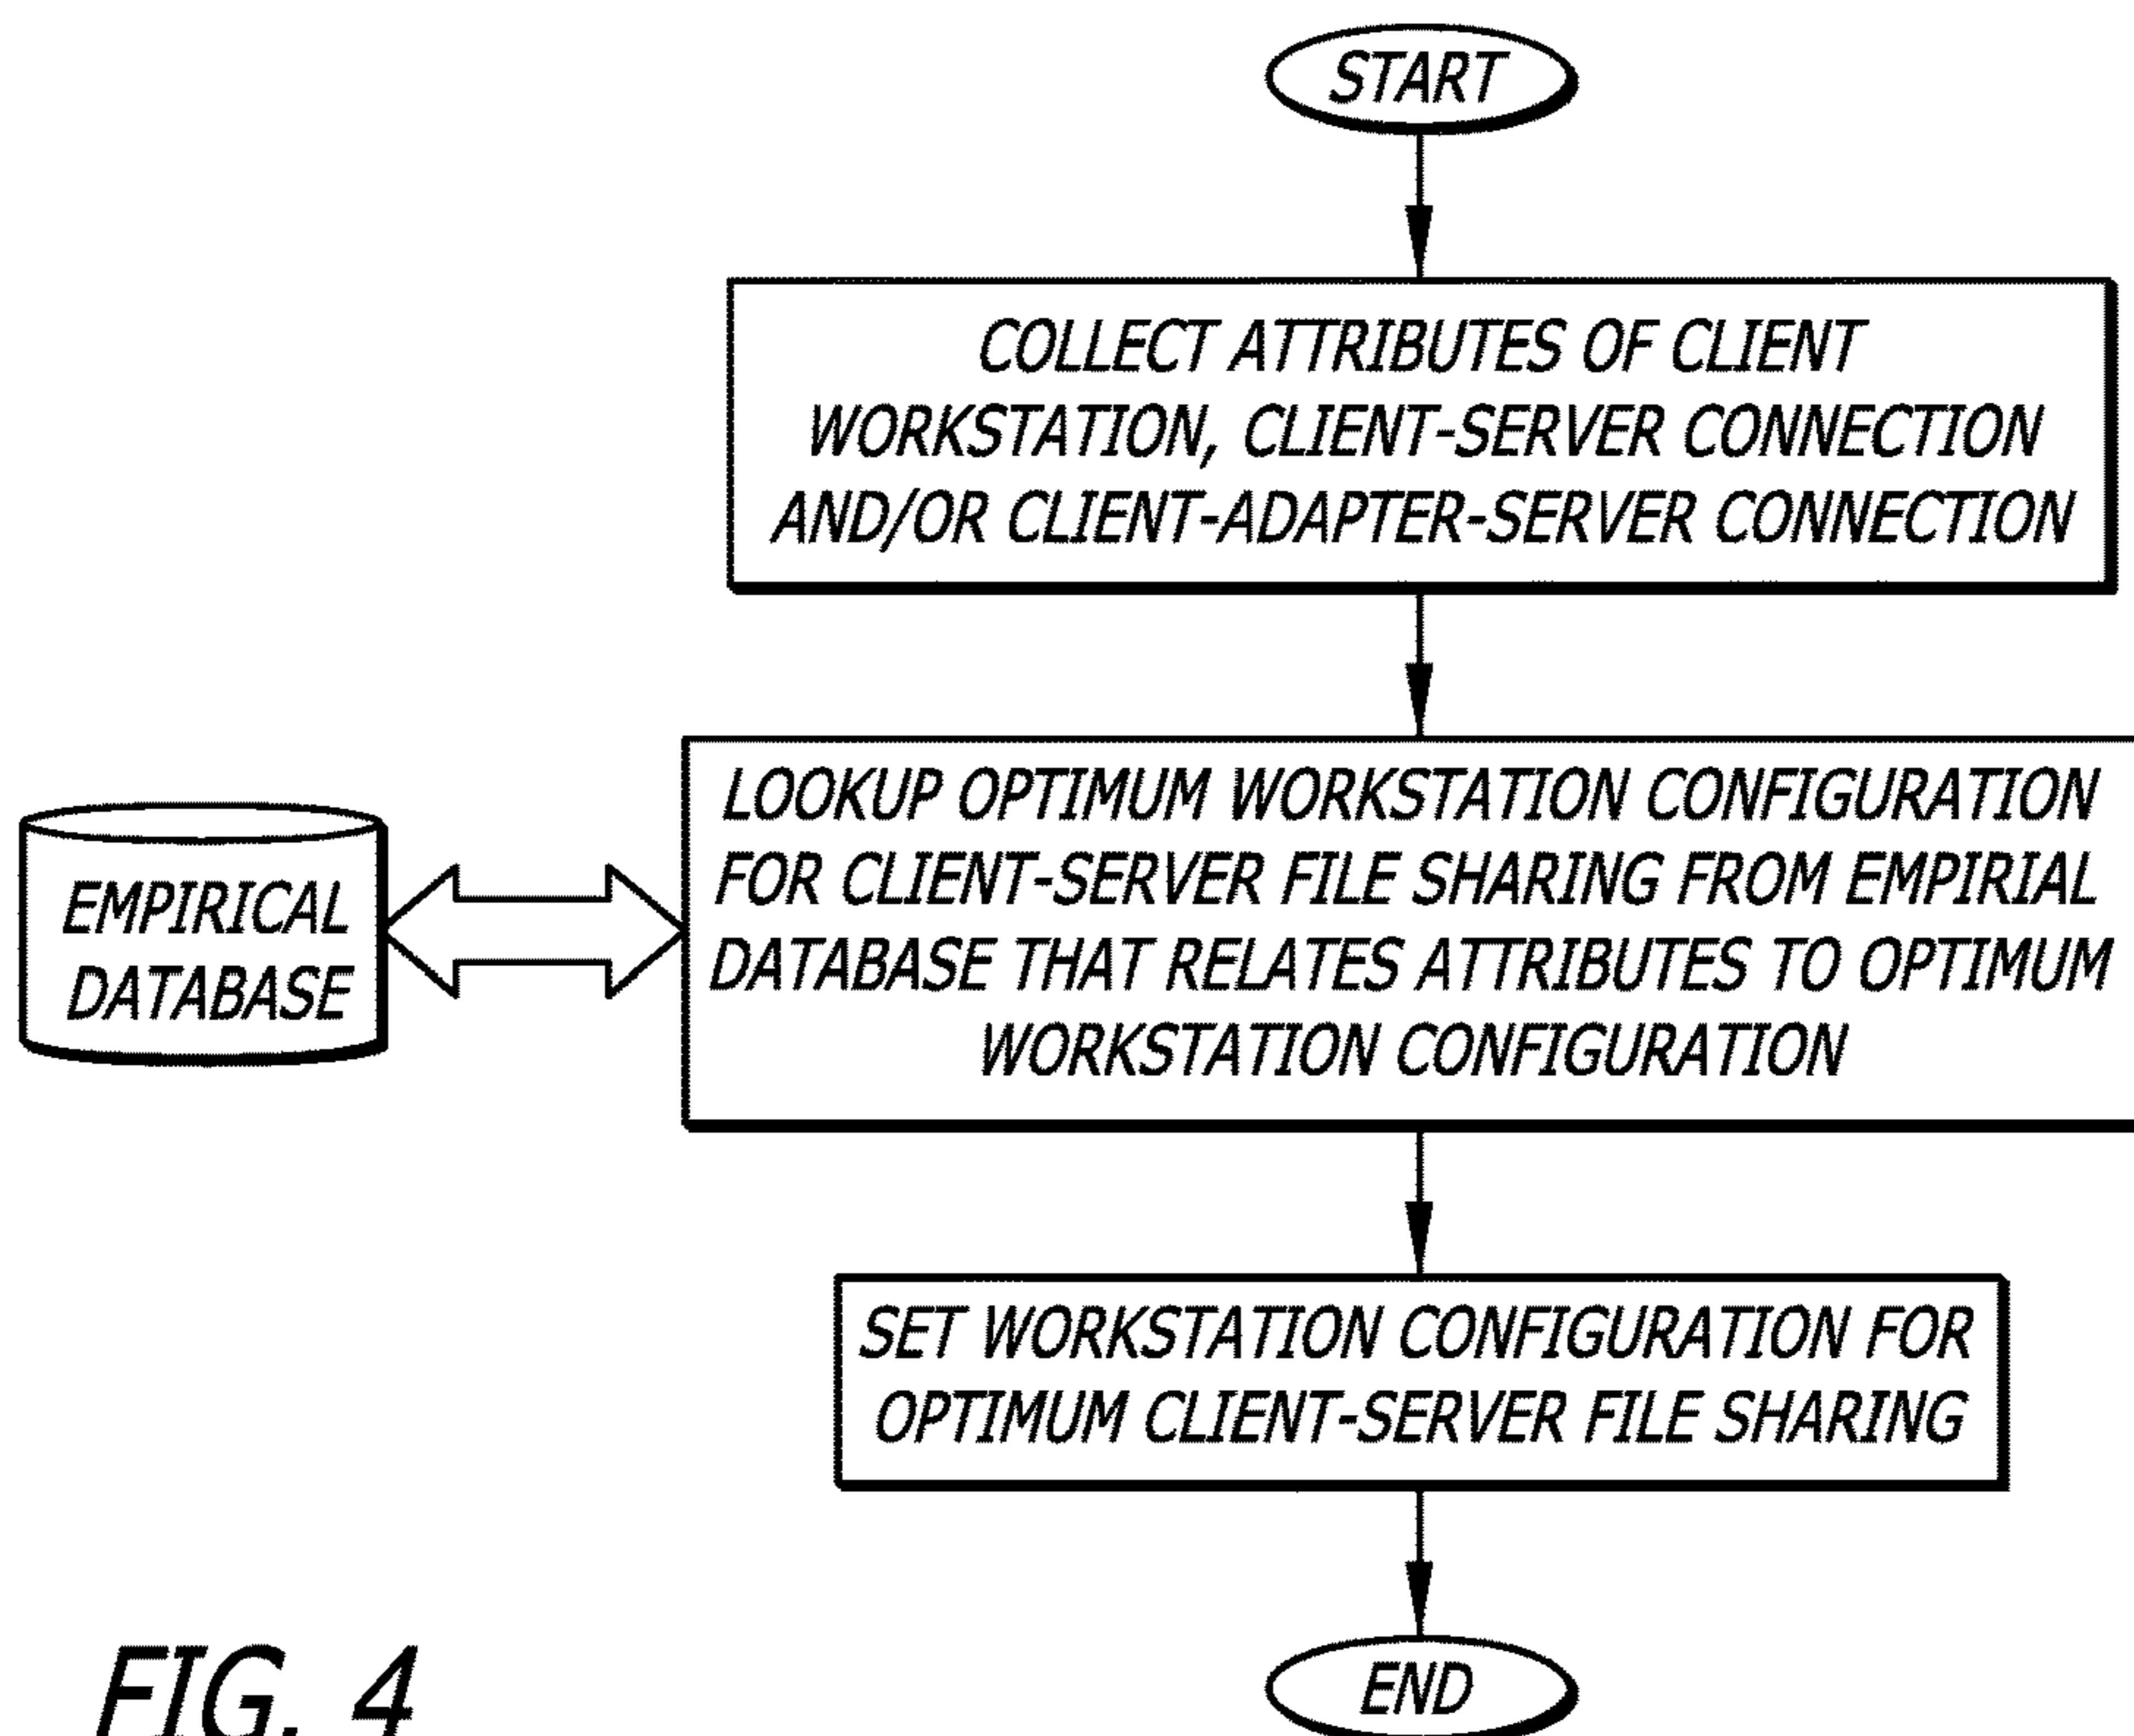 START
COLLECT ATTRIBUTES OF CLIENT
WORKSTATION, CLIENT-SERVER CONNECTION
AND/OR CLIENT-ADAPTER-SERVER CONNECTION
LOOKUP OPTIMUM WORKSTATION CONFIGURATION
FOR CLIENT-SERVER FILE SHARING FROM EMPIRIAL
DATABASE THAT RELATES ATTRIBUTES TO OPTIMUM
WORKSTATION CONFIGURATION
EMPIRICAL
DATABASE
SET WORKSTATION CONFIGURATION FOR
OPTIMUM CLIENT-SERVER FILE SHARING
END
FIG. 4